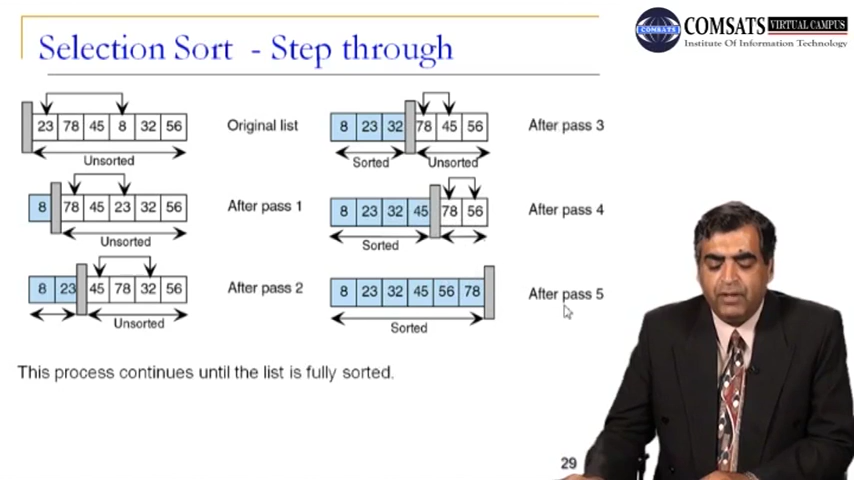 Selection Sort - Step through
COMSATS VIRTUAL CAMPUS
COMSATS
Institute Of Information Technology
23 78 45 8 32 56
Original list
Unsorted
8 78 45 23 32 56
After pass 1
Unsorted
8 23 45 78 32 56
After pass 2
Unsorted
8 23 32 78 45 56
After pass 3
Sorted Unsorted
8 23 32 45 78 56
After pass 4
Sorted
8 23 32 45 56 78
After pass 5
Sorted
This process continues until the list is fully sorted.
29